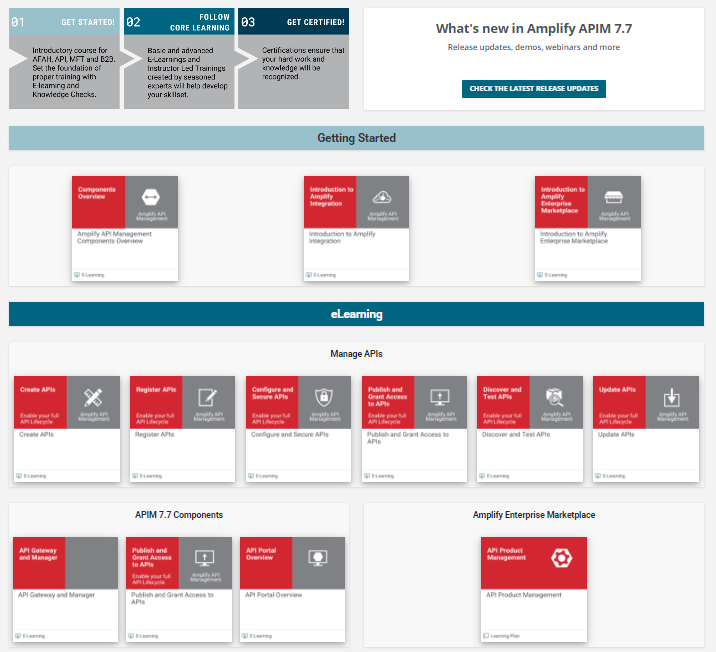 01 GET STARTED!
Introductory course for
AFAH, API, MFT and B2B.
Set the foundation of
proper training with
E-learning and
Knowledge Checks.
02 FOLLOW
CORE LEARNING
Basic and advanced
E-Learnings and
Instructor Led Trainings
created by seasoned
experts will help develop
your skillset.
03 GET CERTIFIED!
Certifications ensure that
your hard work and
knowledge will be
recognized.
What's new in Amplify APIM 7.7
Release updates, demos, webinars and more
CHECK THE LATEST RELEASE UPDATES
Getting Started
Components
Overview
Amplify API
Management
Amplify API Management
Components Overview
E-Learning
Introduction to
Amplify
Integration
Amplify API
Management
Introduction to Amplify
Integration
E-Learning
Introduction to
Amplify
Enterprise
Marketplace
Amplify API
Management
Introduction to Amplify
Enterprise Marketplace
E-Learning
eLearning
Manage APIs
Create APIs
Enable your full
API Lifecycle
Amplify API
Management
Create APIs
E-Learning
Register APIs
Enable your full
API Lifecycle
Amplify API
Management
Register APIs
E-Learning
Configure and
Secure APIs
Enable your full
API Lifecycle
Amplify API
Management
Configure and Secure APIs
E-Learning
Publish and
Grant Access
to APIs
Enable your full
API Lifecycle
Amplify API
Management
Publish and Grant Access to
APIs
E-Learning
Discover and
Test APIs
Enable your full
API Lifecycle
Amplify API
Management
Discover and Test APIs
E-Learning
Update APIs
Enable your full
API Lifecycle
Amplify API
Management
Update APIs
E-Learning
APIM 7.7 Components
API Gateway
and Manager
API Gateway and Manager
E-Learning
Publish and
Grant Access
to APIs
Enable your full
API Lifecycle
Amplify API
Management
Publish and Grant Access to
APIs
E-Learning
API Portal
Overview
API Portal Overview
E-Learning
Amplify Enterprise Marketplace
API Product
Management
API Product Management
Learning Plan